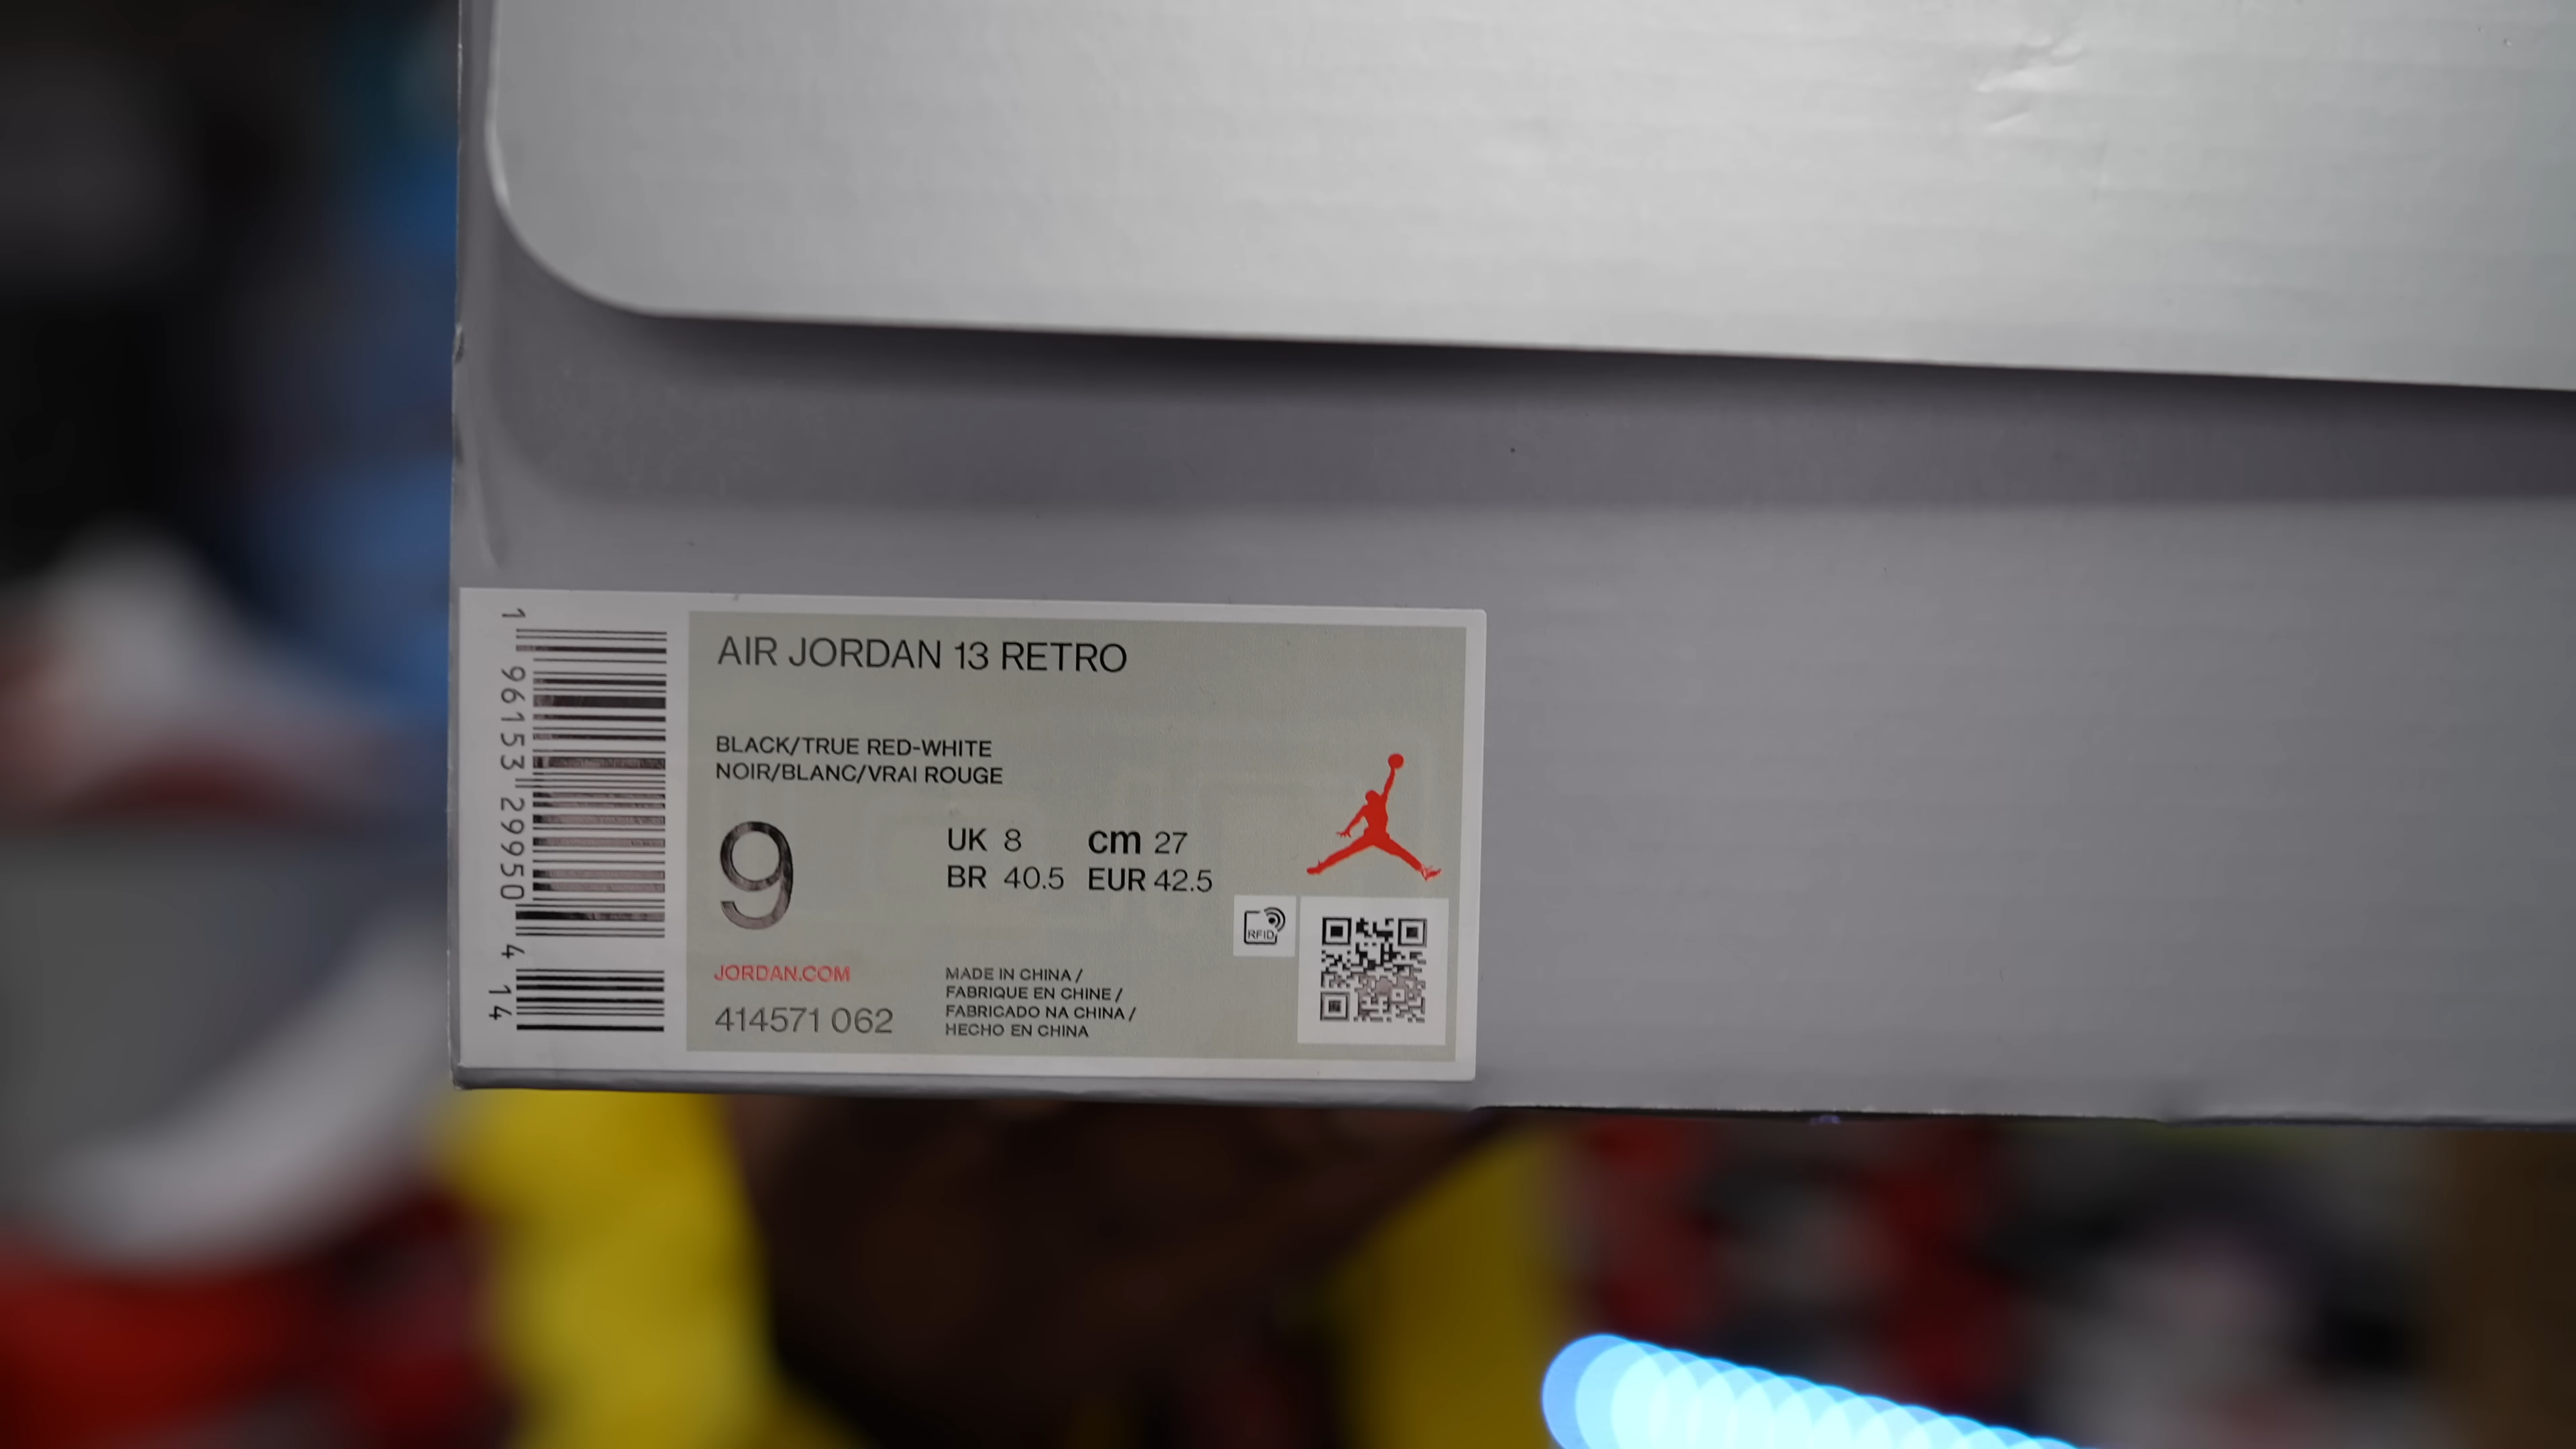 1 96153 29950 4 14
AIR JORDAN 13 RETRO
BLACK/TRUE RED-WHITE
NOIR/BLANC/VRAI ROUGE
9
UK 8 cm 27
BR 40.5 EUR 42.5
RFID
JORDAN.COM
414571 062
MADE IN CHINA /
FABRIQUE EN CHINE /
FABRICADO NA CHINA /
HECHO EN CHINA